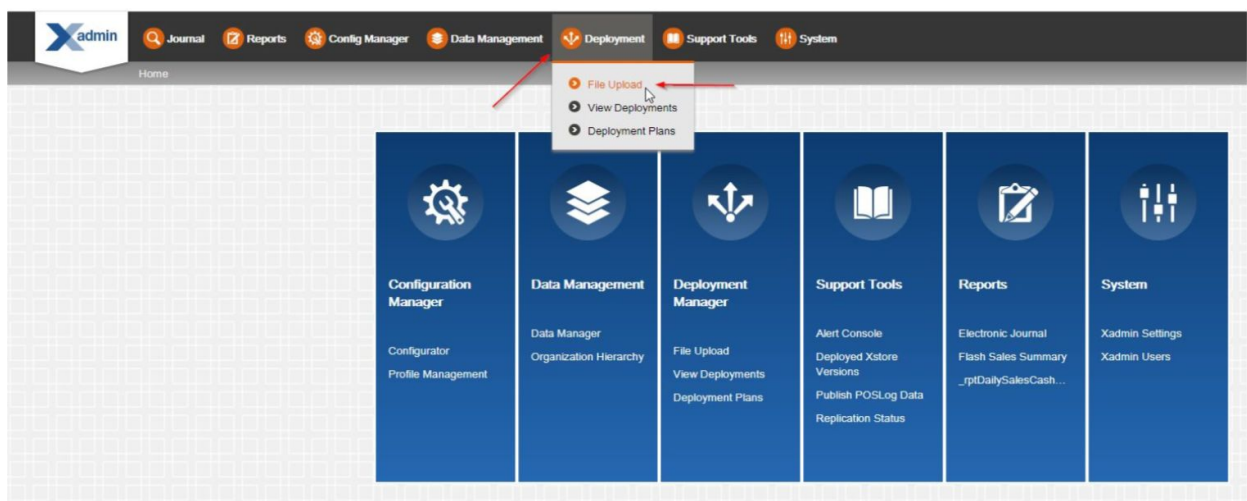 admin
Journal
Reports
Config Manager
Data Management
Deployment
Support Tools
System
Home
File Upload
View Deployments
Deployment Plans
Configuration
Manager
Configurator
Profile Management
Data Management
Data Manager
Organization Hierarchy
Deployment
Manager
File Upload
View Deployments
Deployment Plans
Support Tools
Alert Console
Deployed Xstore
Versions
Publish POSLog Data
Replication Status
Reports
Electronic Journal
Flash Sales Summary
_rptDailySalesCash...
System
Xadmin Settings
Xadmin Users